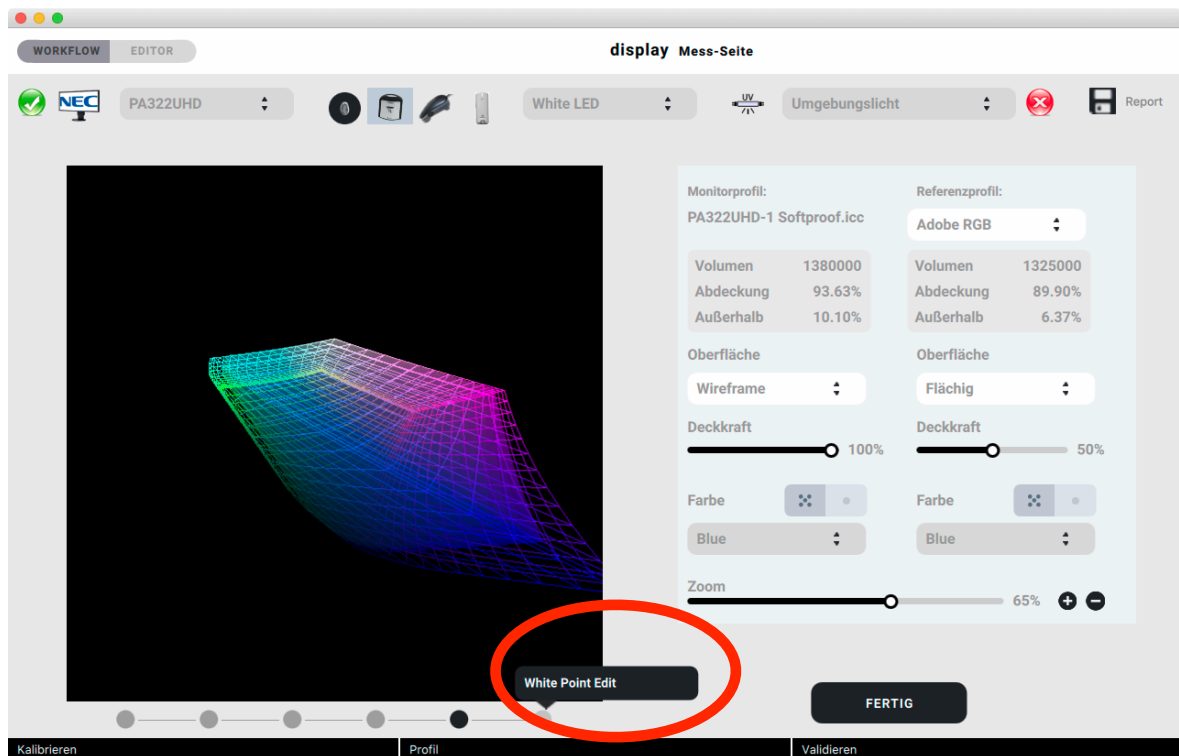 WORKFLOW EDITOR display Mess-Seite
NEC PA322UHD White LED UV Umgebungslicht Report
Monitorprofil: Referenzprofil:
PA322UHD-1 Softproof.icc Adobe RGB
Volumen 1380000 Volumen 1325000
Abdeckung 93.63% Abdeckung 89.90%
Außerhalb 10.10% Außerhalb 6.37%
Oberfläche Oberfläche
Wireframe Flächig
Deckkraft Deckkraft
100% 50%
Farbe Farbe
Blue Blue
Zoom
65%
White Point Edit
FERTIG
Kalibrieren Profil Validieren